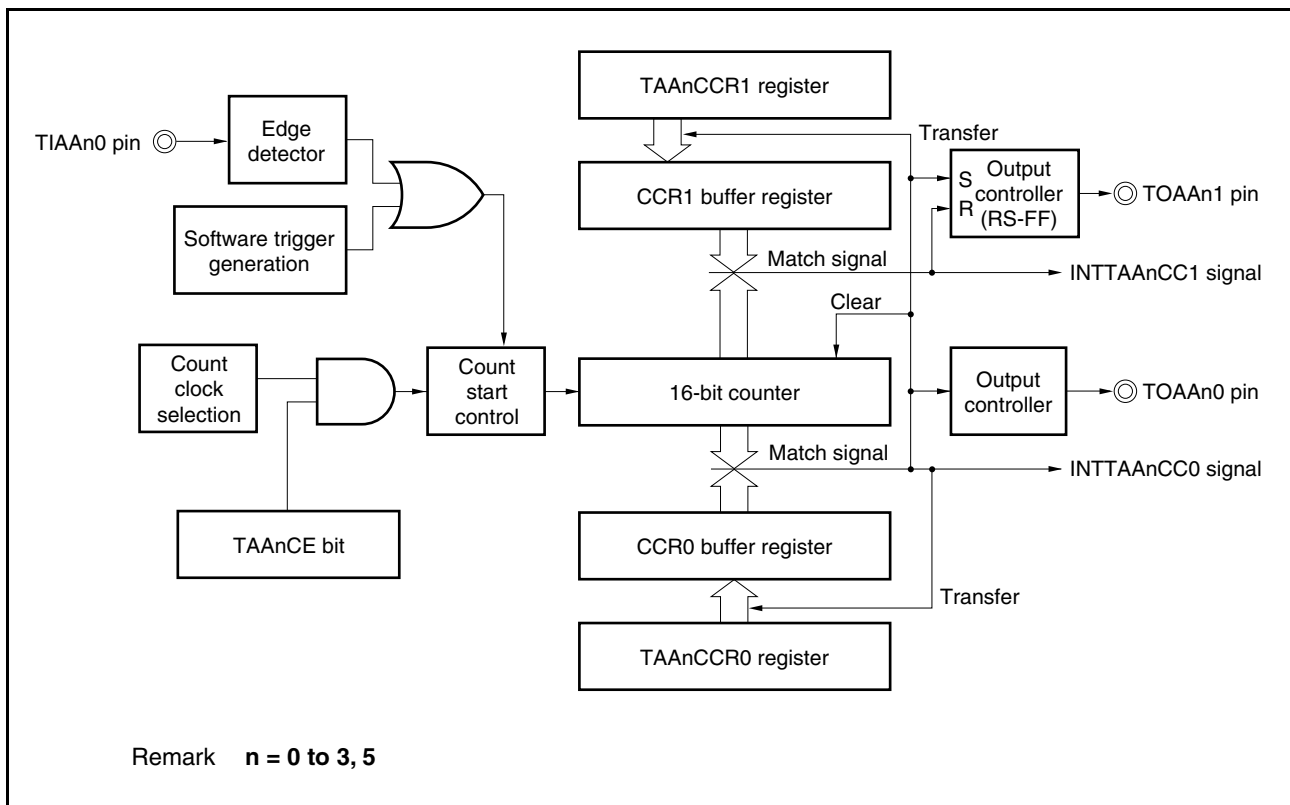 TAAnCCR1 register
TIAAn0 pin
Edge
detector
Transfer
CCR1 buffer register
S
R
Output
controller
(RS-FF)
TOAAn1 pin
Software trigger
generation
Match signal
INTTAAnCC1 signal
Clear
Count
clock
selection
Count
start
control
16-bit counter
Output
controller
TOAAn0 pin
Match signal
INTTAAnCC0 signal
TAAnCE bit
CCR0 buffer register
Transfer
TAAnCCR0 register
Remark n = 0 to 3, 5